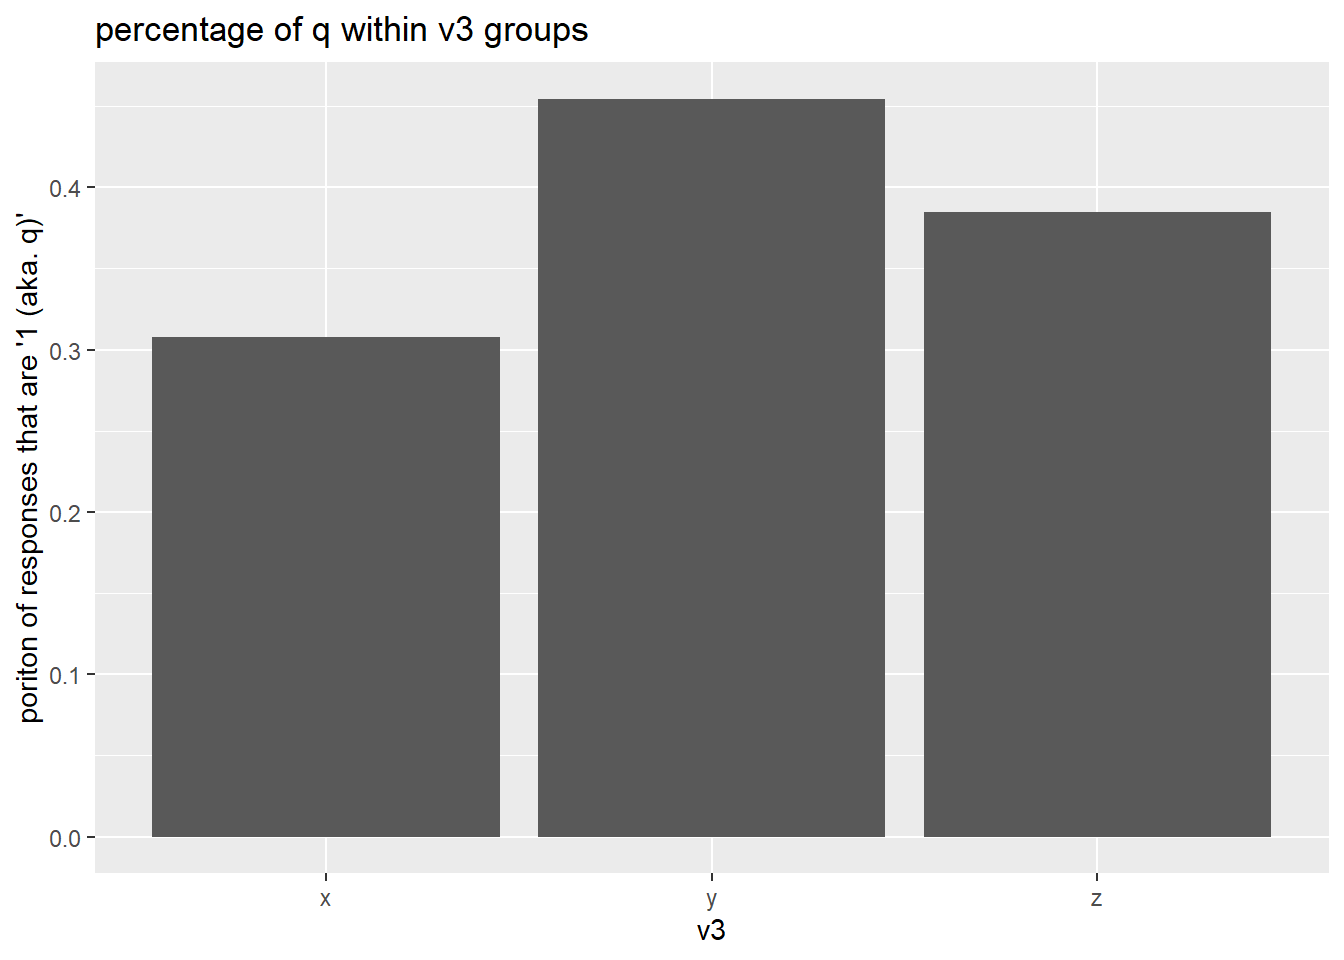 percentage of q within v3 groups
poriton of responses that are '1 (aka. q)'
0.4
0.3
0.2
0.1
0.0
x y z
v3